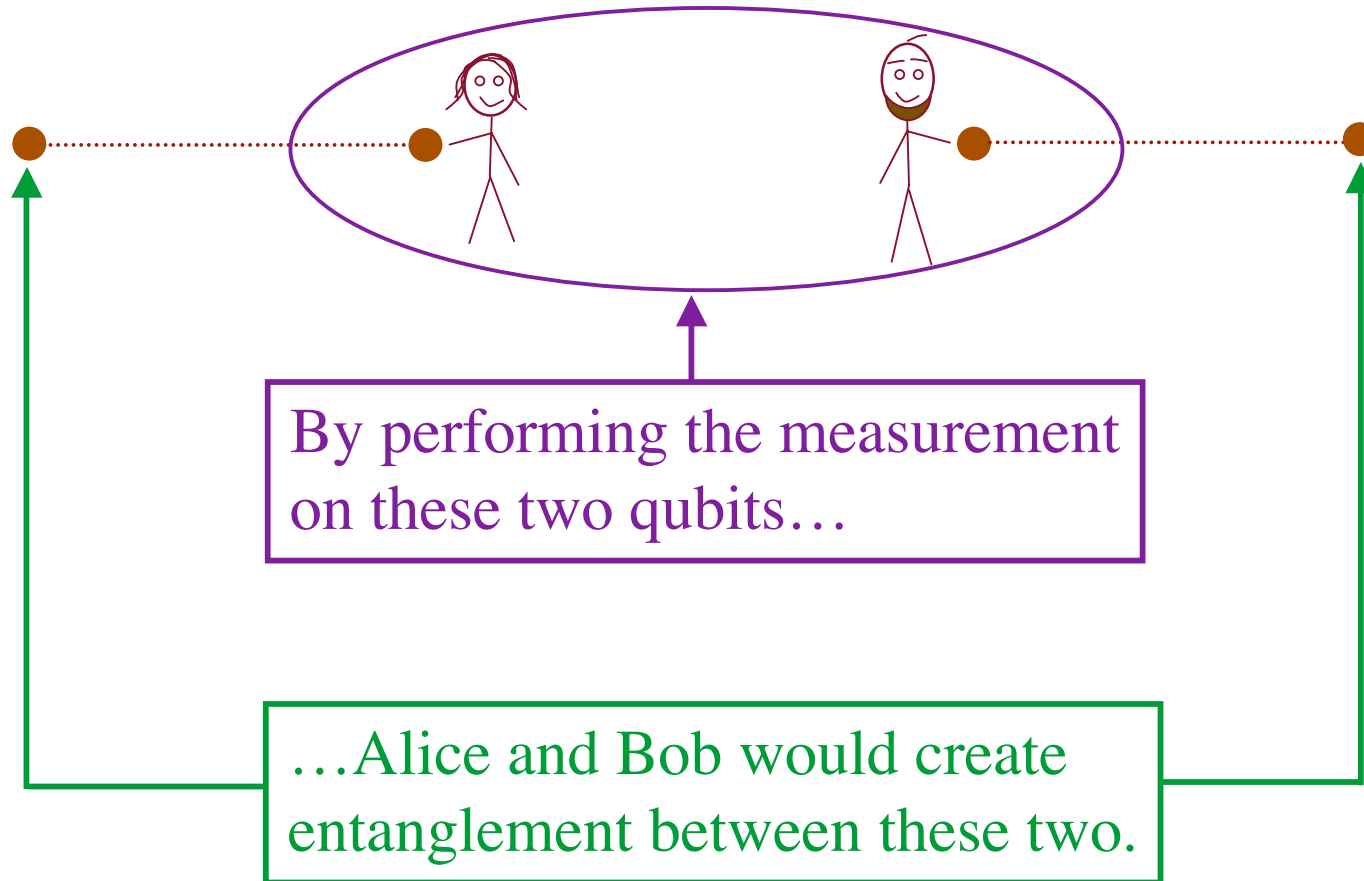 By performing the measurement
on these two qubits…
…Alice and Bob would create
entanglement between these two.